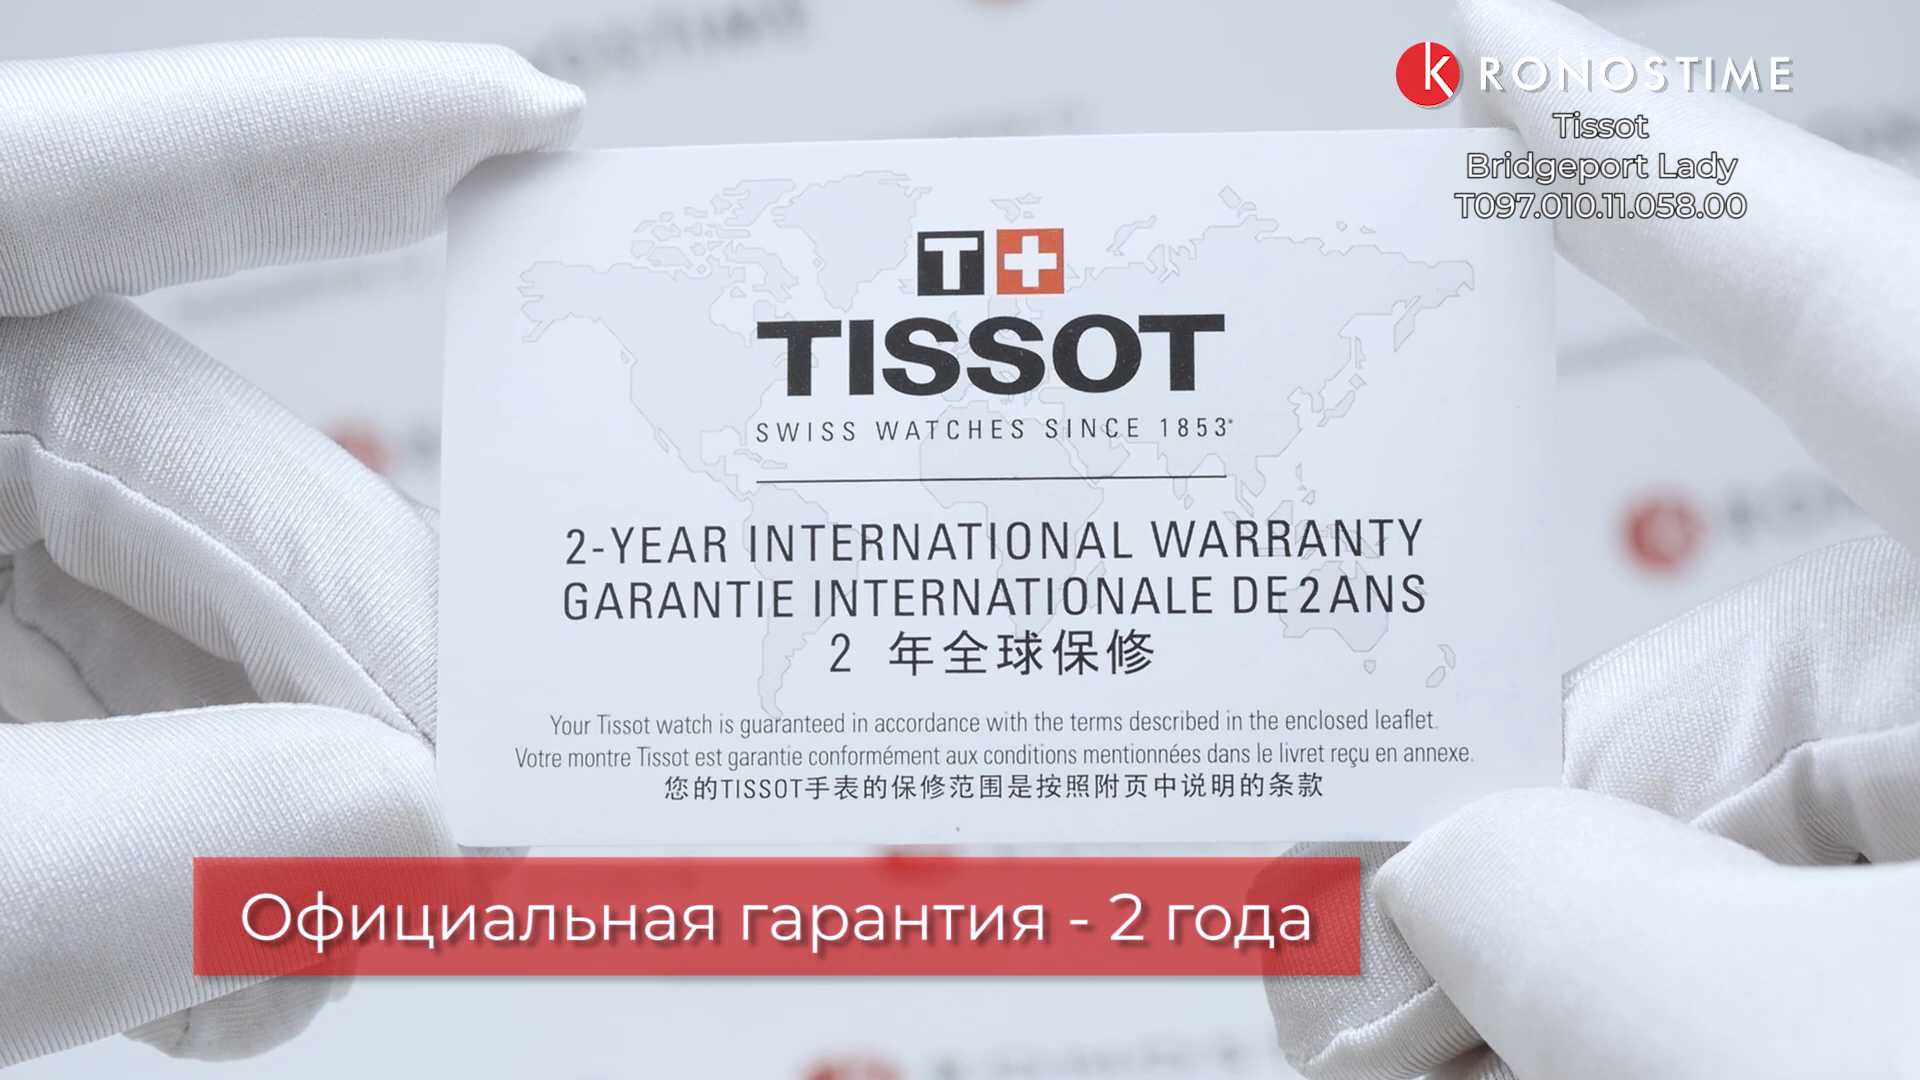 KRONOSTIME
Tissot
Bridgeport Lady
T097.010.11.058.00
T+
TISSOT
SWISS WATCHES SINCE 1853
2-YEAR INTERNATIONAL WARRANTY
GARANTIE INTERNATIONALE DE 2 ANS
2 年全球保修
Your Tissot watch is guaranteed in accordance with the terms described in the enclosed leaflet.
Votre montre Tissot est garantie conformément aux conditions mentionnées dans le livret reçu en annexe.
您的TISSOT手表的保修范围是按照附页中说明的条款
Официальная гарантия - 2 года